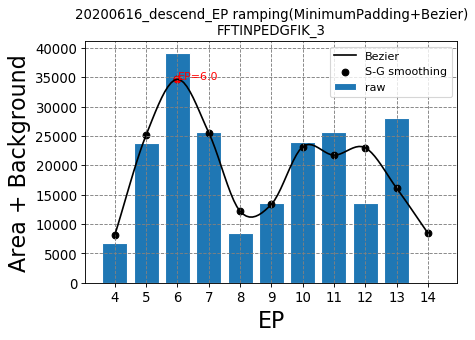 20200616_descend_EP ramping(MinimumPadding+Bezier)
FFTINPEDGFIK_3
Bezier
S-G smoothing
raw
EP=6.0
Area + Background
40000
35000
30000
25000
20000
15000
10000
5000
0
4 5 6 7 8 9 10 11 12 13 14
EP